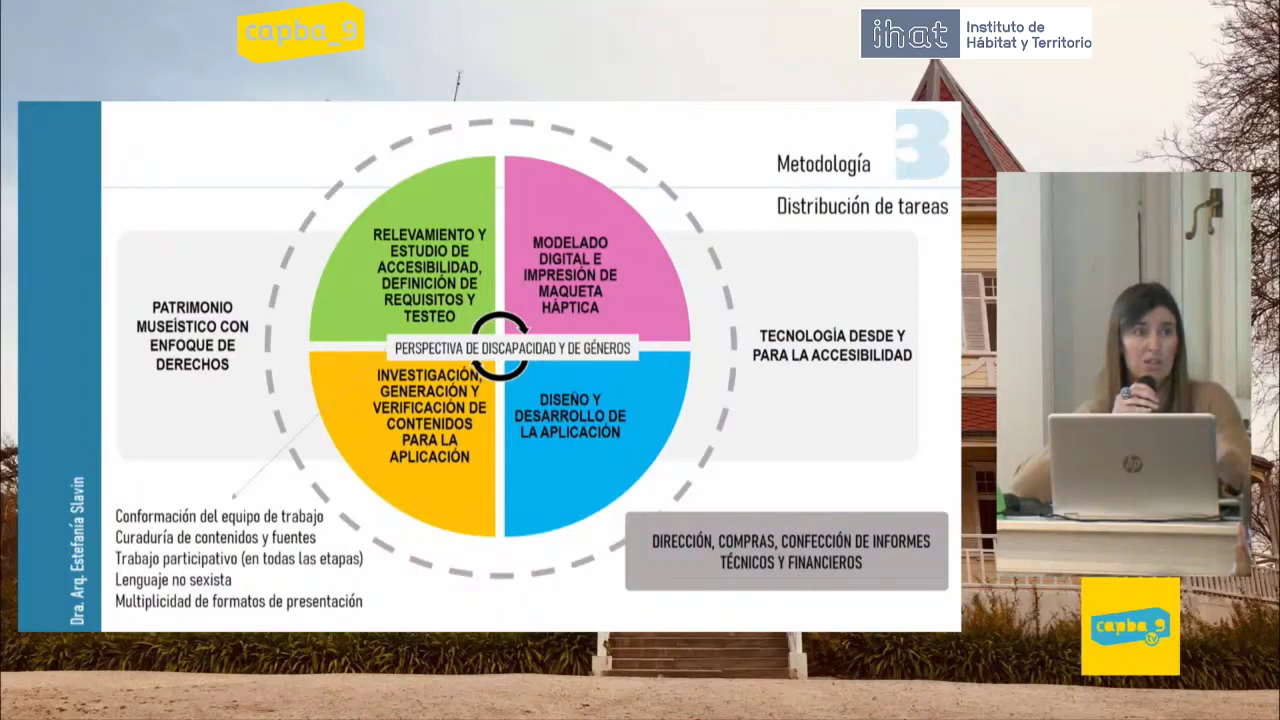 capba_9
ihat
Instituto de
Hábitat y Territorio
3
Metodología
Distribución de tareas
RELEVAMIENTO Y
ESTUDIO DE
ACCESIBILIDAD,
DEFINICIÓN DE
REQUISITOS Y
TESTEO
MODELADO
DIGITAL E
IMPRESIÓN DE
MAQUETA
HÁPTICA
PATRIMONIO
MUSEÍSTICO CON
ENFOQUE DE
DERECHOS
PERSPECTIVA DE DISCAPACIDAD Y DE GÉNEROS
TECNOLOGÍA DESDE Y
PARA LA ACCESIBILIDAD
INVESTIGACIÓN,
GENERACIÓN Y
VERIFICACIÓN DE
CONTENIDOS
PARA LA
APLICACIÓN
DISEÑO Y
DESARROLLO DE
LA APLICACIÓN
Conformación del equipo de trabajo
Curaduría de contenidos y fuentes
Trabajo participativo (en todas las etapas)
Lenguaje no sexista
Multiplicidad de formatos de presentación
DIRECCIÓN, COMPRAS, CONFECCIÓN DE INFORMES
TÉCNICOS Y FINANCIEROS
Dra. Arq. Estefanía Slavin
hp
capba_9
tv